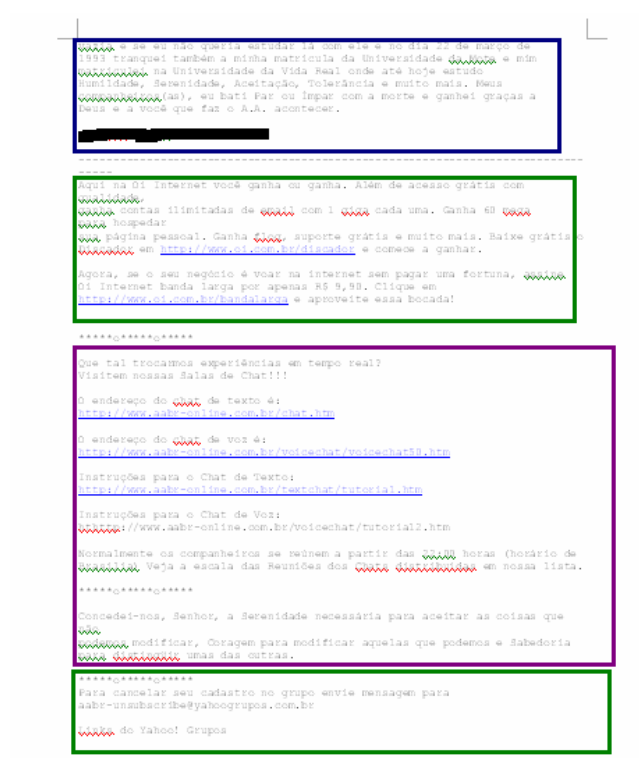 e se eu não queria estudar lá com ele e no dia 22 de março de
1993 tranquei também a minha matricula da Universidade da Mota e mim
matriculei na Universidade da Vida Real onde até hoje estudo
Humildade, Serenidade, Aceitação, Tolerância e muito mais. Meus
companheiros(as), eu bati Par ou Ímpar com a morte e ganhei graças a
Deus e a você que faz o A.A. acontecer.
-----
Aqui na Oi Internet você ganha ou ganha. Além de acesso grátis com
qualidade,
ganha contas ilimitadas de email com 1 giga cada uma. Ganha 60 mega
para hospedar
sua página pessoal. Ganha flog, suporte grátis e muito mais. Baixe grátis o
Discador em http://www.oi.com.br/discador e comece a ganhar.
Agora, se o seu negócio é voar na internet sem pagar uma fortuna, assine
Oi Internet banda larga por apenas R$ 9,90. Clique em
http://www.oi.com.br/bandalarga e aproveite essa bocada!
*****o*****o*****
Que tal trocarmos experiências em tempo real?
Visitem nossas Salas de Chat!!!
O endereço do chat de texto é:
http://www.aabr-online.com.br/chat.htm
O endereço do chat de voz é:
http://www.aabr-online.com.br/voicechat/voicechat50.htm
Instruções para o Chat de Texto:
http://www.aabr-online.com.br/textchat/tutorial.htm
Instruções para o Chat de Voz:
hthttp://www.aabr-online.com.br/voicechat/tutorial2.htm
Normalmente os companheiros se reúnem a partir das 22:00 horas (horário de
Brasília) Veja a escala das Reuniões dos Chats distribuidas em nossa lista.
*****o*****o*****
Concedei-nos, Senhor, a Serenidade necessária para aceitar as coisas que
não
podemos modificar, Coragem para modificar aquelas que podemos e Sabedoria
para distingüir umas das outras.
*****o*****o*****
Para cancelar seu cadastro no grupo envie mensagem para
aabr-unsubscribe@yahoogrupos.com.br
Links do Yahoo! Grupos